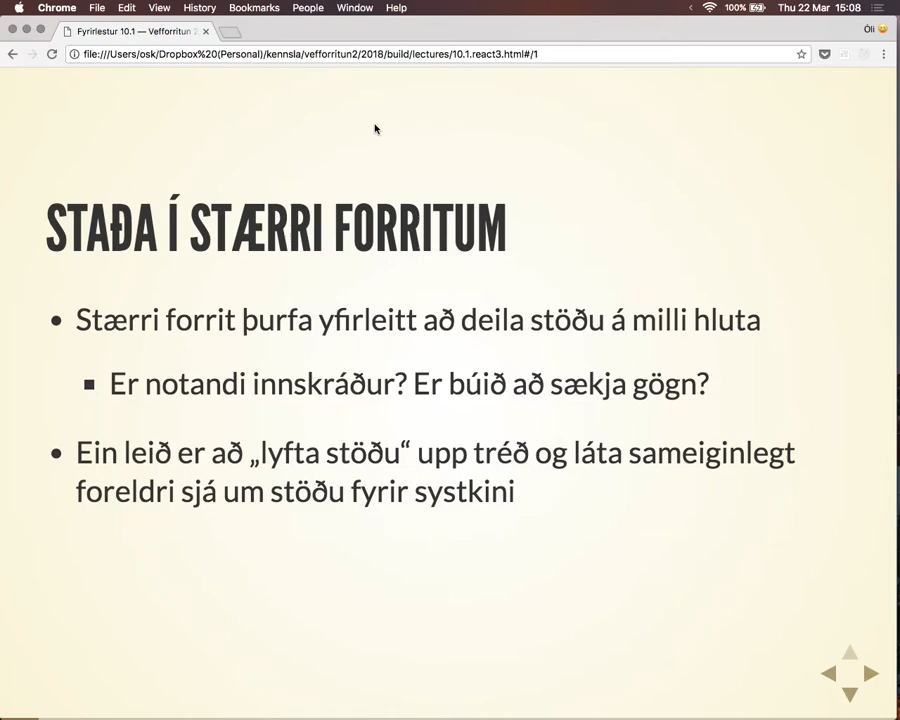 Chrome File Edit View History Bookmarks People Window Help 100% Thu 22 Mar 15:08
Fyrirlestur 10.1 — Vefforritun 2 Óli
file:///Users/osk/Dropbox%20(Personal)/kennsla/vefforritun2/2018/build/lectures/10.1.react3.html#/1
STAÐA Í STÆRRI FORRITUM
Stærri forrit þurfa yfirleitt að deila stöðu á milli hluta
Er notandi innskráður? Er búið að sækja gögn?
Ein leið er að „lyfta stöðu“ upp tréð og láta sameiginlegt
foreldri sjá um stöðu fyrir systkini